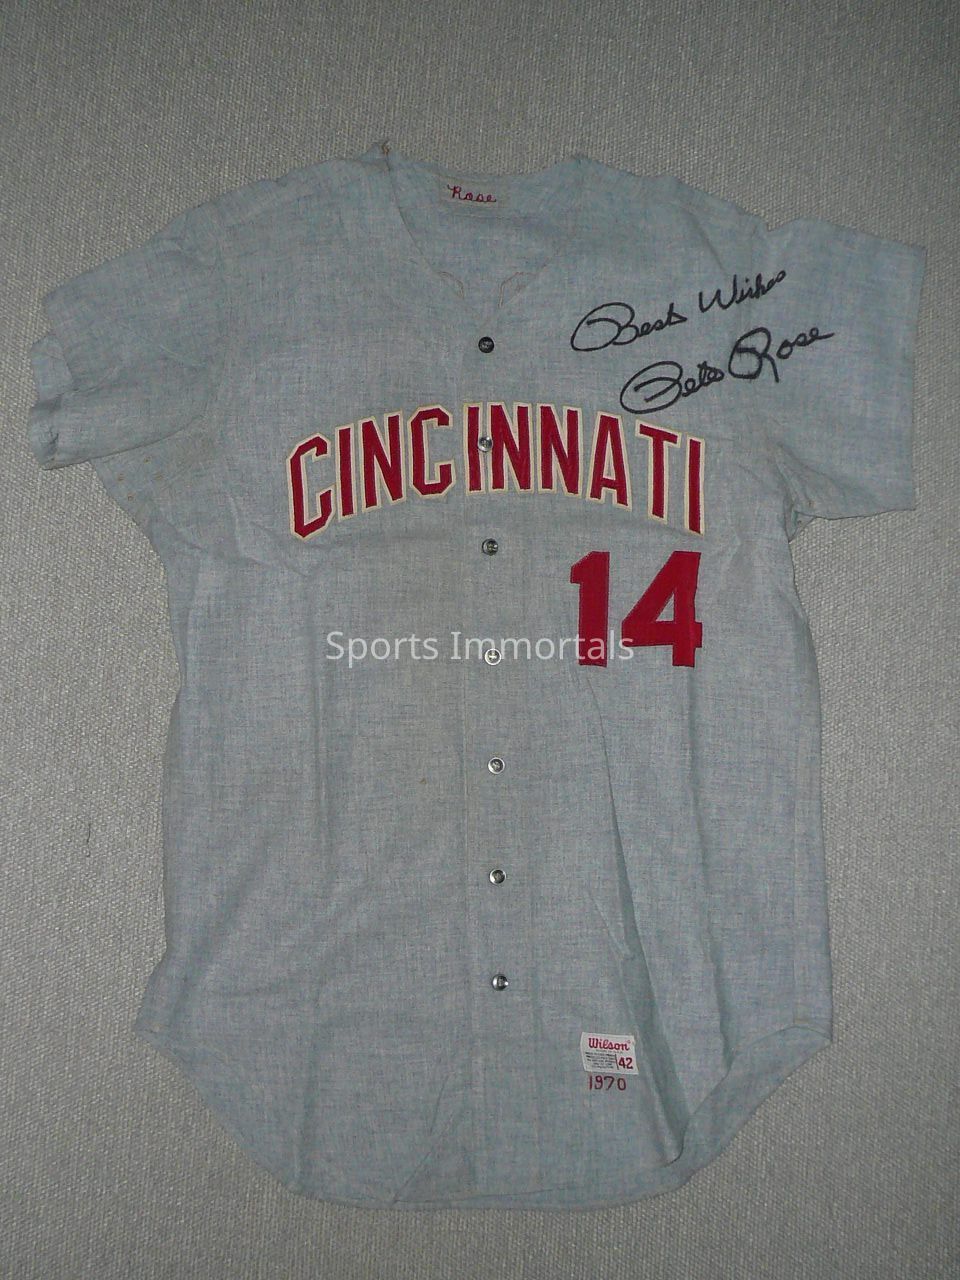 Rose
Best Wishes
Pete Rose
CINCINNATI
14
Sports Immortals
Wilson
42
1970